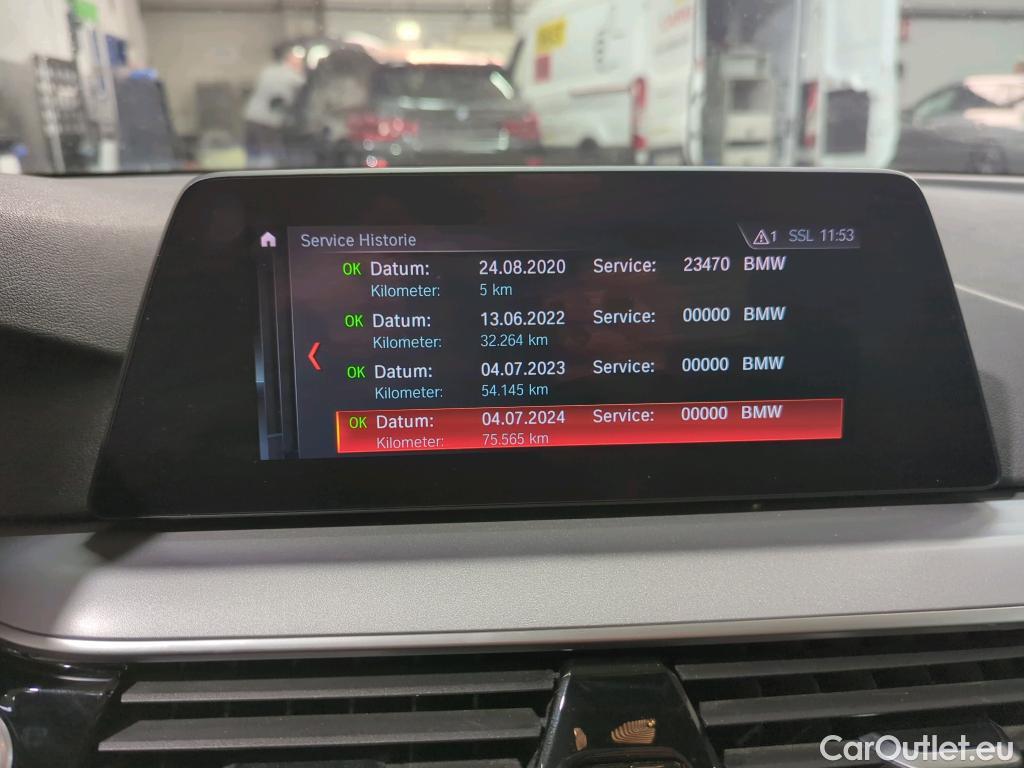 Service Historie
1 SSL 11:53
OK Datum: 24.08.2020 Service: 23470 BMW
Kilometer: 5 km
OK Datum: 13.06.2022 Service: 00000 BMW
Kilometer: 32.264 km
OK Datum: 04.07.2023 Service: 00000 BMW
Kilometer: 54.145 km
OK Datum: 04.07.2024 Service: 00000 BMW
Kilometer: 75.565 km
CarOutlet.eu